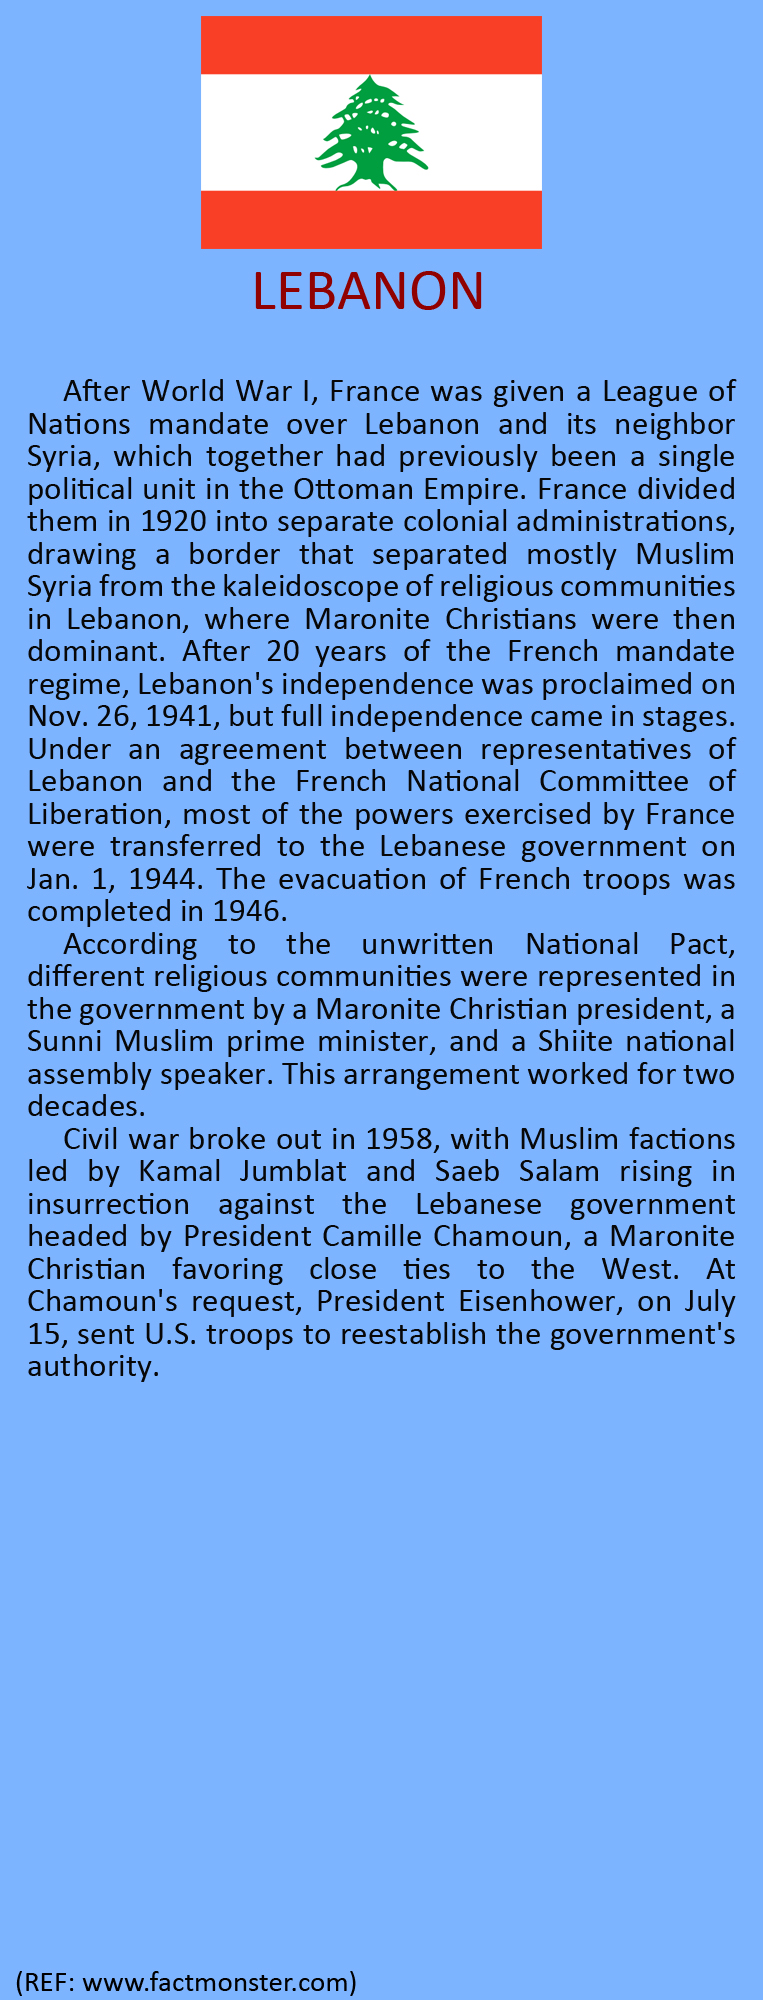 LEBANON
After World War I, France was given a League of
Nations mandate over Lebanon and its neighbor
Syria, which together had previously been a single
political unit in the Ottoman Empire. France divided
them in 1920 into separate colonial administrations,
drawing a border that separated mostly Muslim
Syria from the kaleidoscope of religious communities
in Lebanon, where Maronite Christians were then
dominant. After 20 years of the French mandate
regime, Lebanon's independence was proclaimed on
Nov. 26, 1941, but full independence came in stages.
Under an agreement between representatives of
Lebanon and the French National Committee of
Liberation, most of the powers exercised by France
were transferred to the Lebanese government on
Jan. 1, 1944. The evacuation of French troops was
completed in 1946.
According to the unwritten National Pact,
different religious communities were represented in
the government by a Maronite Christian president, a
Sunni Muslim prime minister, and a Shiite national
assembly speaker. This arrangement worked for two
decades.
Civil war broke out in 1958, with Muslim factions
led by Kamal Jumblat and Saeb Salam rising in
insurrection against the Lebanese government
headed by President Camille Chamoun, a Maronite
Christian favoring close ties to the West. At
Chamoun's request, President Eisenhower, on July
15, sent U.S. troops to reestablish the government's
authority.
(REF: www.factmonster.com)